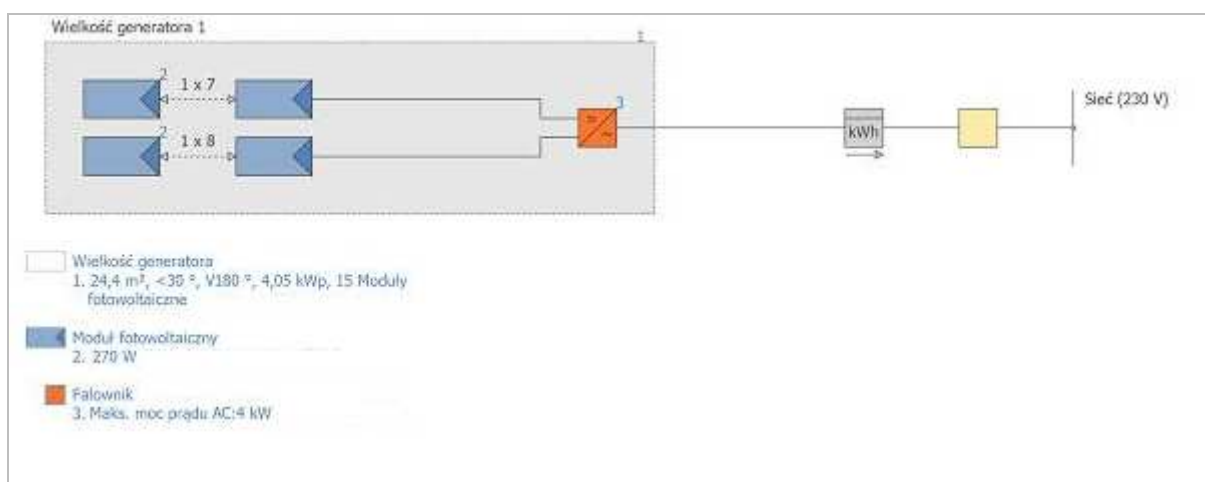 Wielkość generatora 1
1
2
1 x 7
3
Sieć (230 V)
2
1 x 8
= ~
kWh
Wielkość generatora
1. 24,4 m², <30 °, V180 °, 4,05 kWp, 15 Moduły
fotowoltaiczne
Moduł fotowoltaiczny
2. 270 W
Falownik
3. Maks. moc prądu AC:4 kW